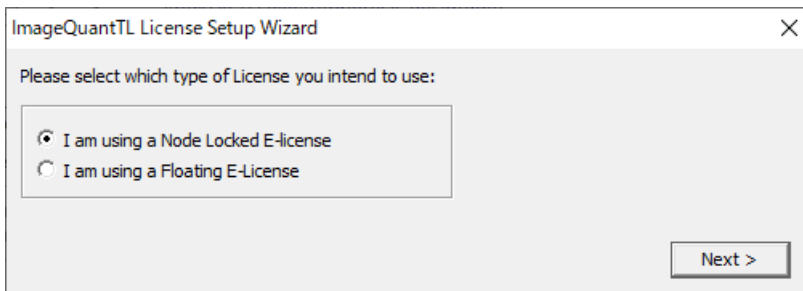 ImageQuantTL License Setup Wizard
Please select which type of License you intend to use:
I am using a Node Locked E-license
I am using a Floating E-License
Next >